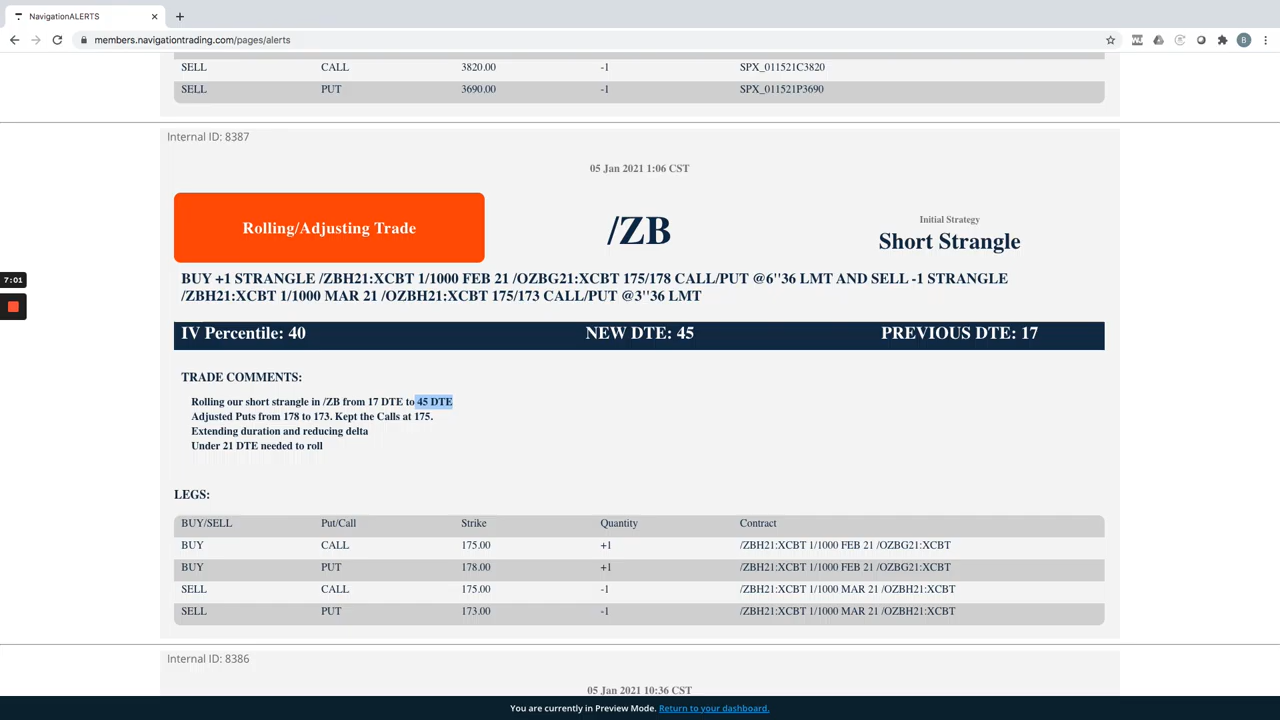 NavigationALERTS
members.navigationtrading.com/pages/alerts
B
SELL CALL 3820.00 -1 SPX_011521C3820
SELL PUT 3690.00 -1 SPX_011521P3690
Internal ID: 8387
05 Jan 2021 1:06 CST
Rolling/Adjusting Trade
/ZB
Initial Strategy
Short Strangle
BUY +1 STRANGLE /ZBH21:XCBT 1/1000 FEB 21 /OZBG21:XCBT 175/178 CALL/PUT @6"36 LMT AND SELL -1 STRANGLE
/ZBH21:XCBT 1/1000 MAR 21 /OZBH21:XCBT 175/173 CALL/PUT @3"36 LMT
7:01
IV Percentile: 40 NEW DTE: 45 PREVIOUS DTE: 17
TRADE COMMENTS:
Rolling our short strangle in /ZB from 17 DTE to 45 DTE
Adjusted Puts from 178 to 173. Kept the Calls at 175.
Extending duration and reducing delta
Under 21 DTE needed to roll
LEGS:
BUY/SELL Put/Call Strike Quantity Contract
BUY CALL 175.00 +1 /ZBH21:XCBT 1/1000 FEB 21 /OZBG21:XCBT
BUY PUT 178.00 +1 /ZBH21:XCBT 1/1000 FEB 21 /OZBG21:XCBT
SELL CALL 175.00 -1 /ZBH21:XCBT 1/1000 MAR 21 /OZBH21:XCBT
SELL PUT 173.00 -1 /ZBH21:XCBT 1/1000 MAR 21 /OZBH21:XCBT
Internal ID: 8386
05 Jan 2021 10:36 CST
You are currently in Preview Mode. Return to your dashboard.